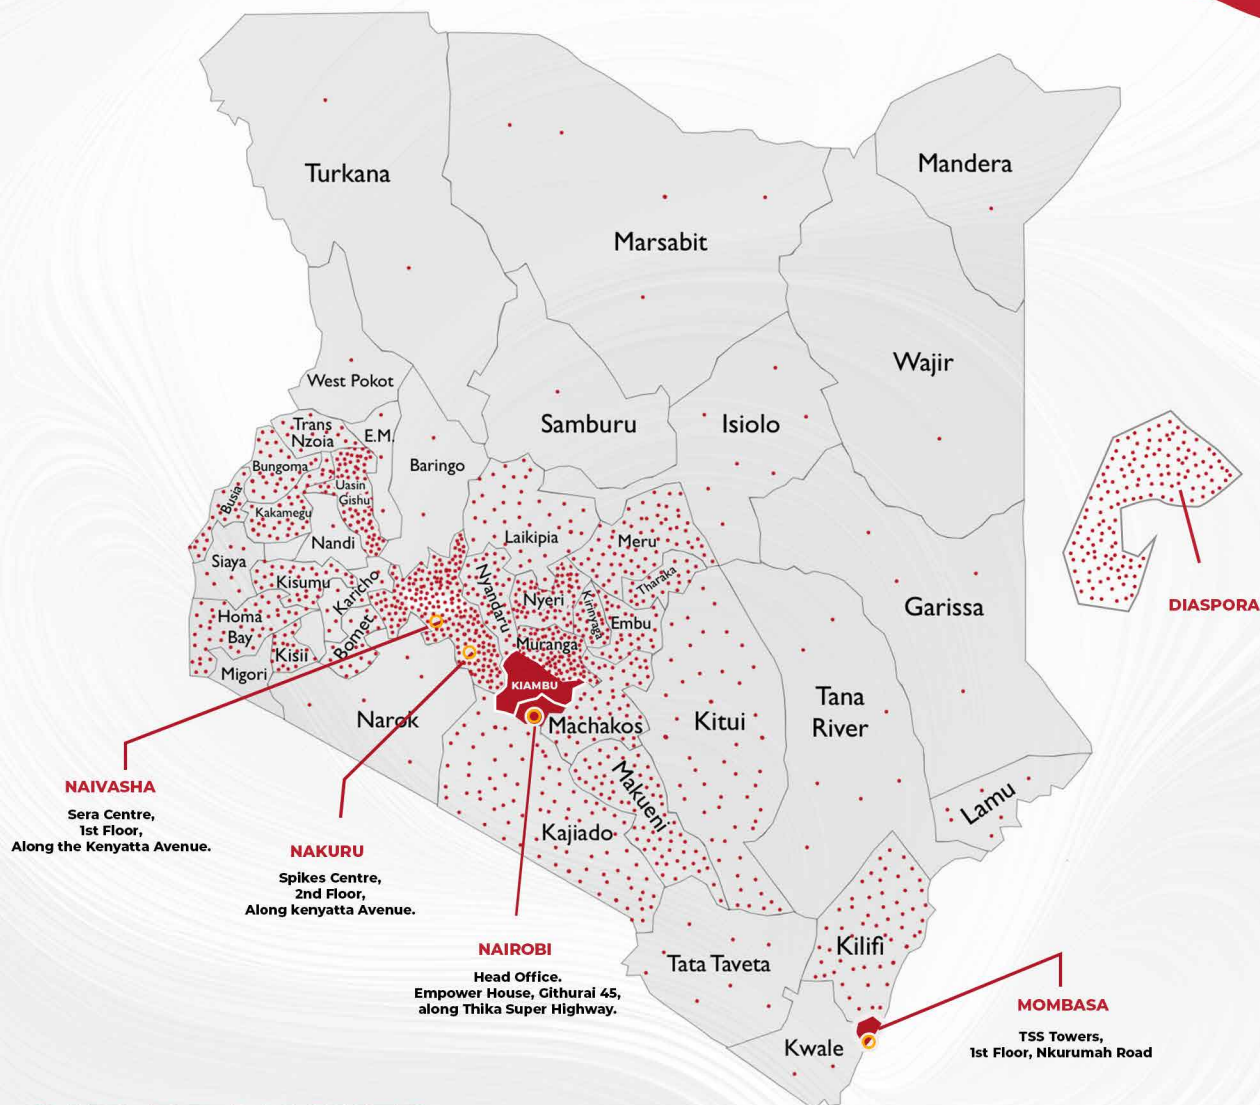 Turkana
Mandera
Marsabit
Wajir
West Pokot
Trans
Nzoia
E.M.
Samburu
Isiolo
Baringo
Bungoma
Busia
Uasin
Gishu
Kakamegu
Nandi
Laikipia
Meru
Siaya
Kisumu
Karicho
Nyandaru
Nyeri
Kirinyaga
Tharaka
Embu
Garissa
DIASPORA
Homa
Bay
Kisii
Bomet
Muranga
Migori
KIAMBU
Narok
Machakos
Kitui
Tana
River
Makueni
Lamu
Kajiado
NAIVASHA
Sera Centre,
1st Floor,
Along the Kenyatta Avenue.
NAKURU
Spikes Centre,
2nd Floor,
Along kenyatta Avenue.
NAIROBI
Head Office.
Empower House, Githurai 45,
along Thika Super Highway.
Tata Taveta
Kilifi
Kwale
MOMBASA
TSS Towers,
1st Floor, Nkurumah Road